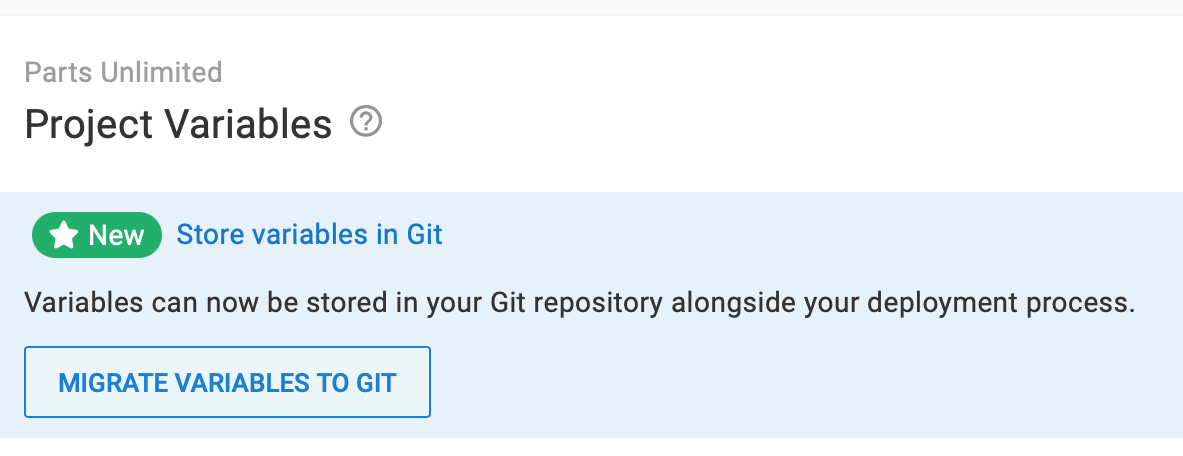 Parts Unlimited
Project Variables ?
New Store variables in Git
Variables can now be stored in your Git repository alongside your deployment process.
MIGRATE VARIABLES TO GIT